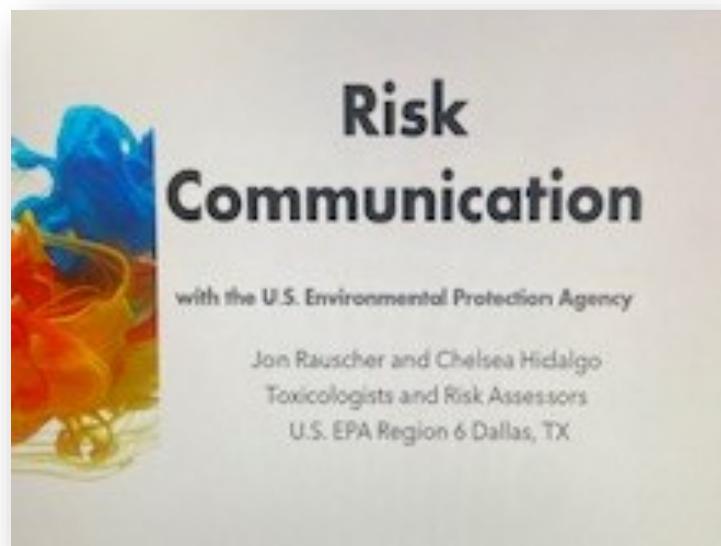 Risk
Communication
with the U.S. Environmental Protection Agency
Jon Rauscher and Chelsea Hidalgo
Toxicologists and Risk Assessors
U.S. EPA Region 6 Dallas, TX